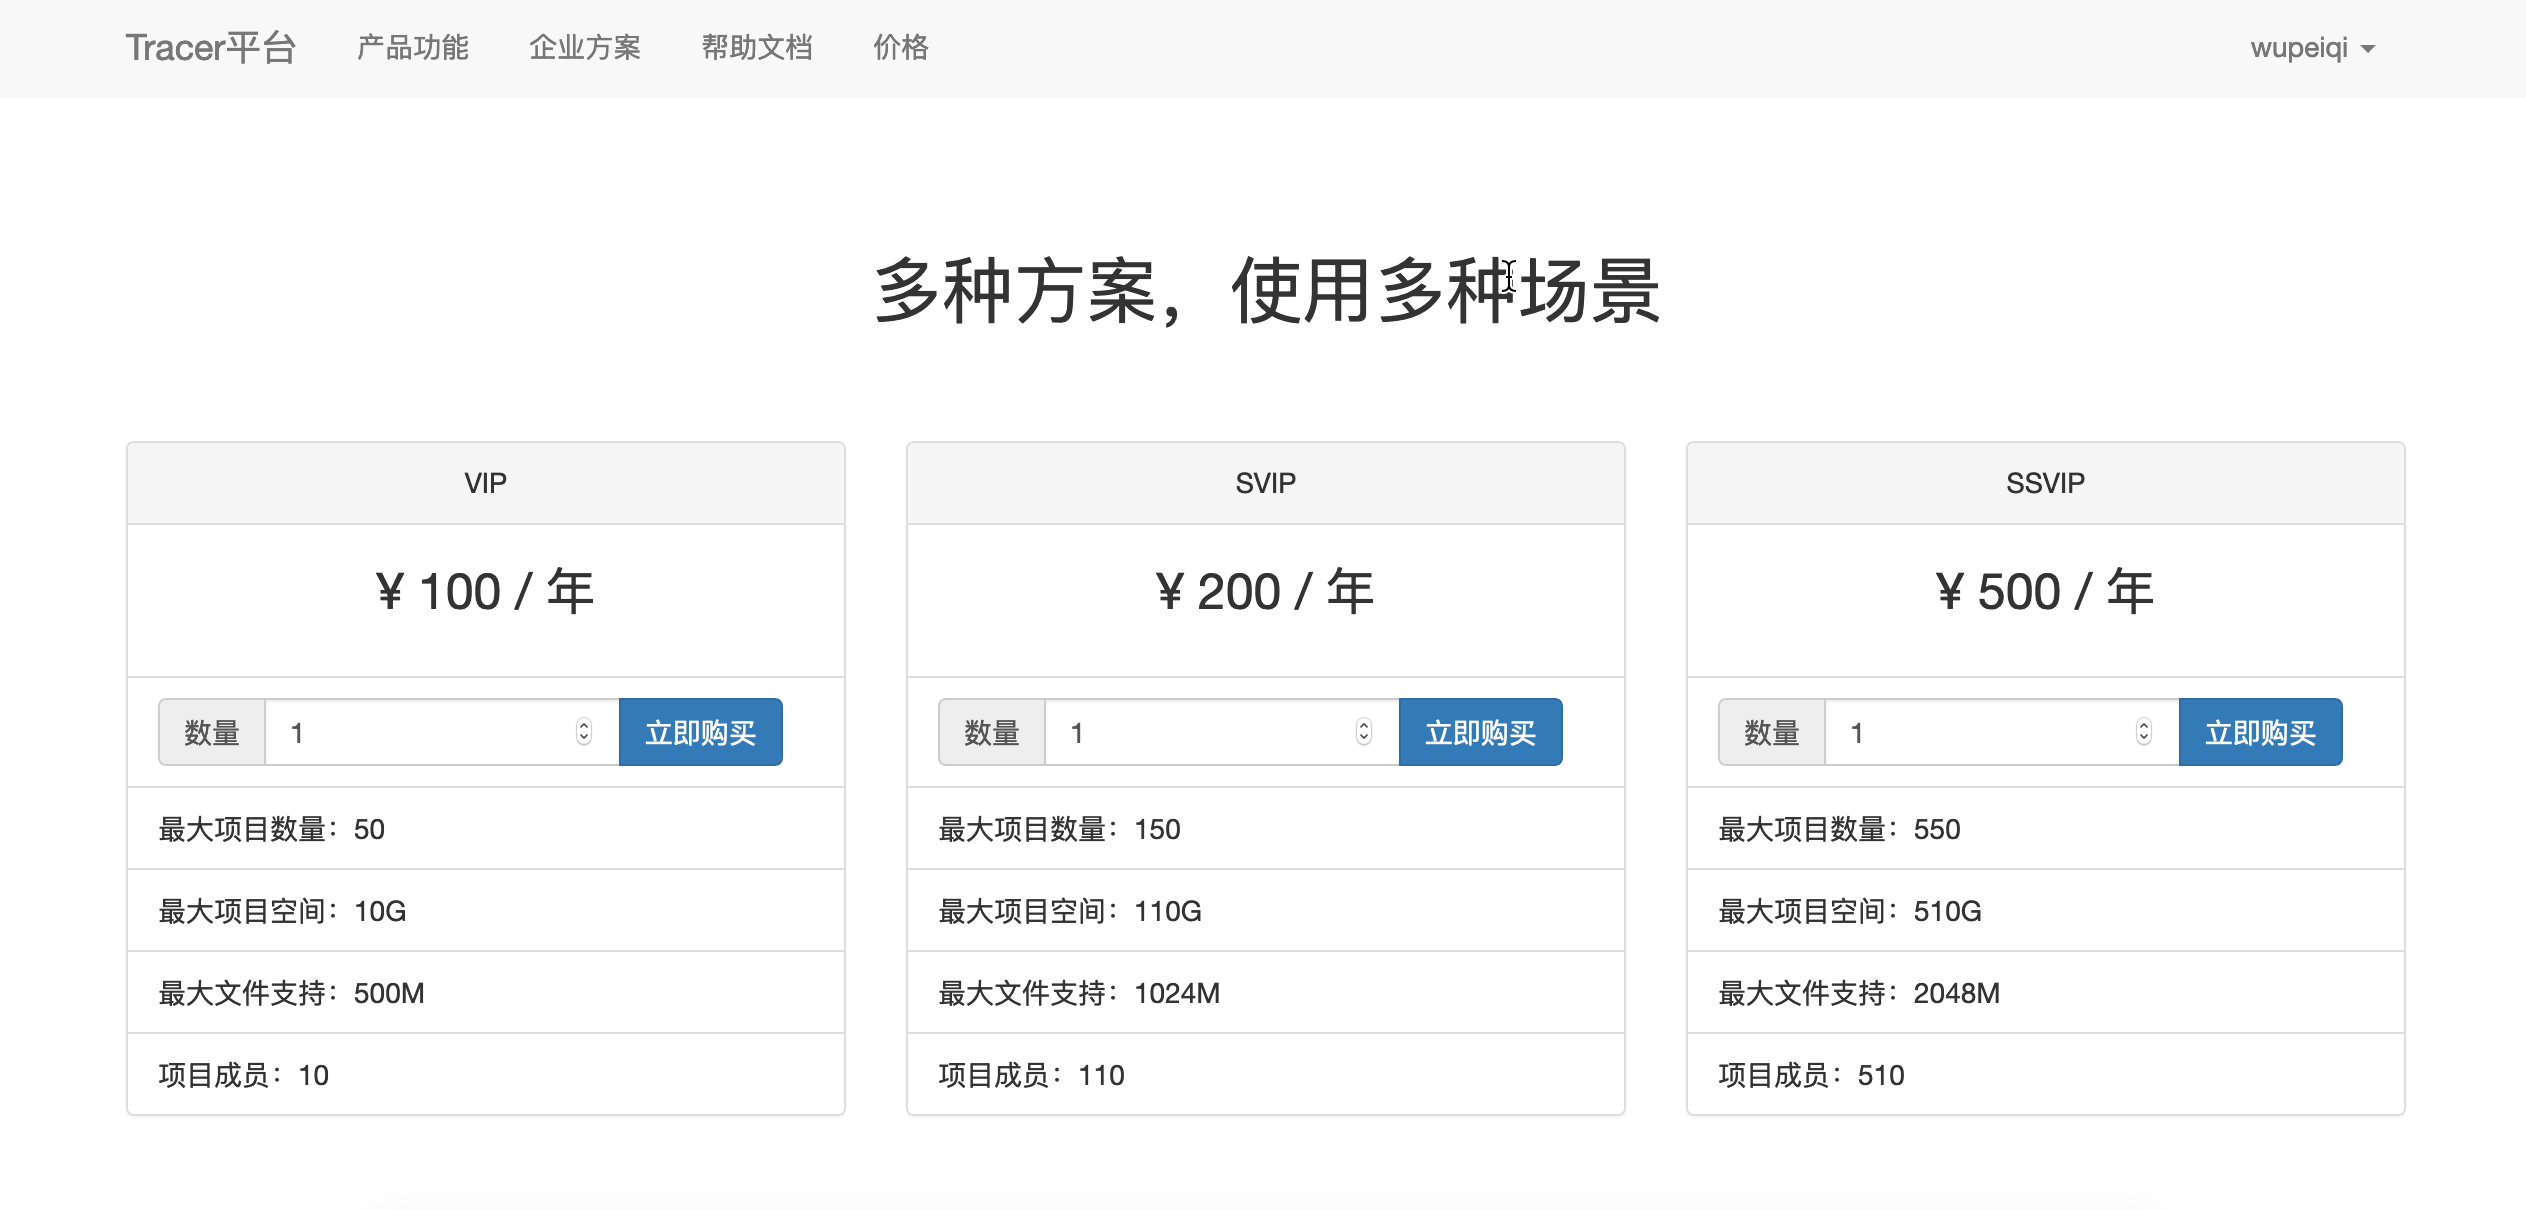 Tracer平台 产品功能 企业方案 帮助文档 价格 wupeiqi
多种方案，使用多种场景
VIP
¥ 100 / 年
数量 1 立即购买
最大项目数量：50
最大项目空间：10G
最大文件支持：500M
项目成员：10
SVIP
¥ 200 / 年
数量 1 立即购买
最大项目数量：150
最大项目空间：110G
最大文件支持：1024M
项目成员：110
SSVIP
¥ 500 / 年
数量 1 立即购买
最大项目数量：550
最大项目空间：510G
最大文件支持：2048M
项目成员：510